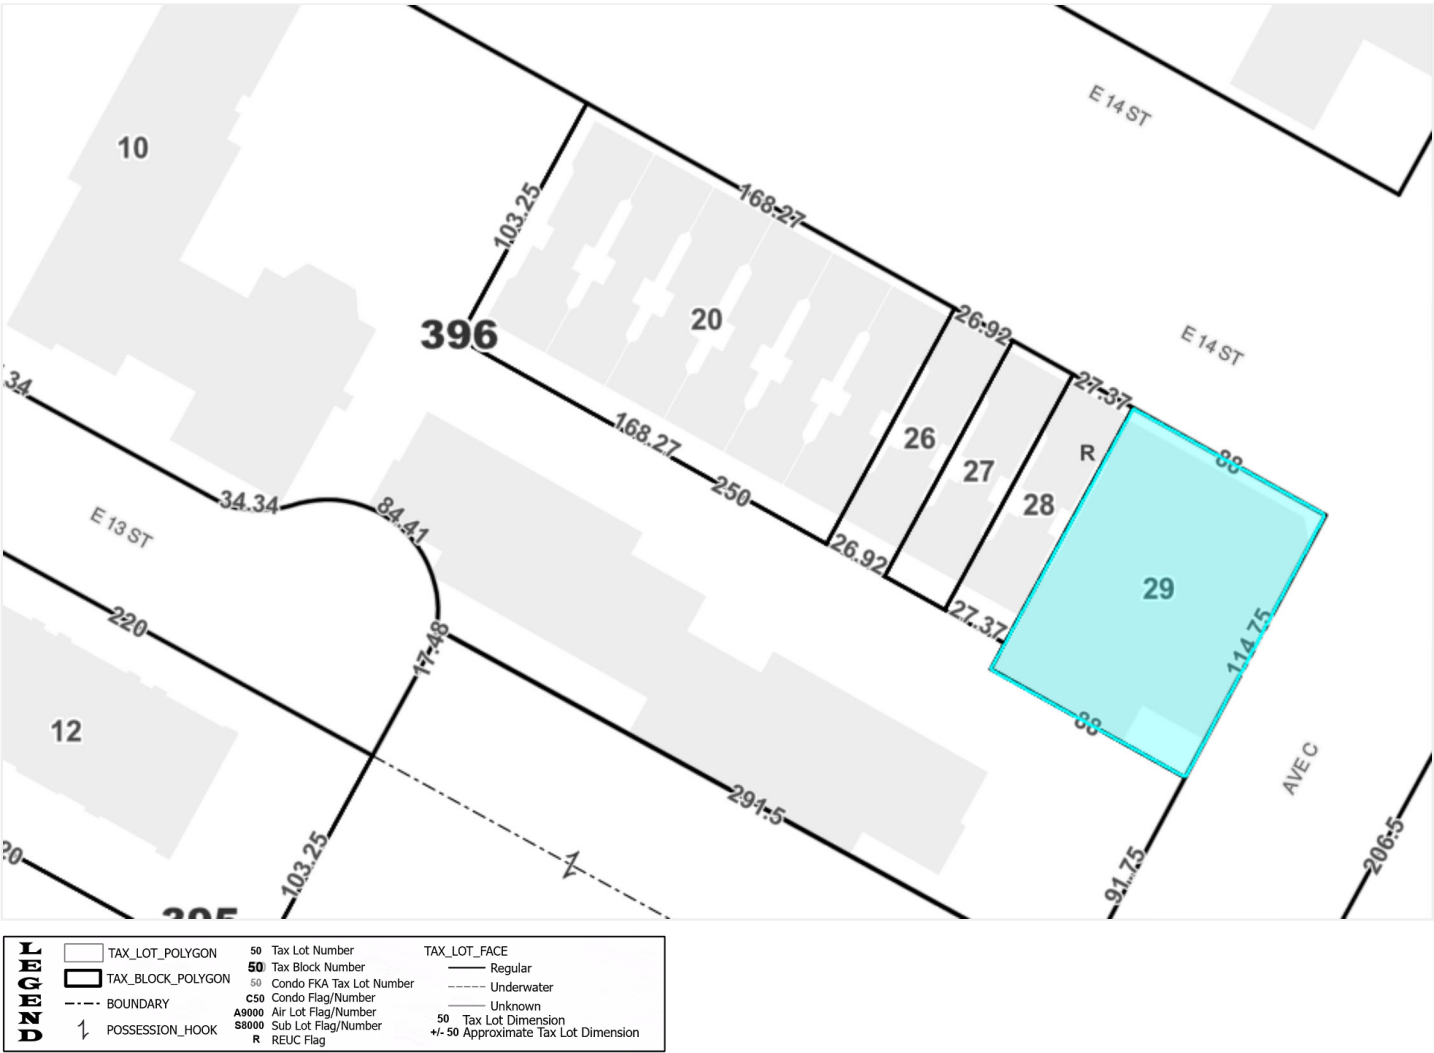 E 14 ST
10
103.25
168.27
20
396
26.92
E 14 ST
27.37
.34
168.27
26
R
88
27
250
28
34.34
84.41
E 13 ST
26.92
29
220
27.37
17.48
114.75
12
88
AVE C
291.5
20
103.25
91.75
206.5
395
LEGEND
TAX_LOT_POLYGON
TAX_BLOCK_POLYGON
BOUNDARY
POSSESSION_HOOK
50 Tax Lot Number
50 Tax Block Number
50 Condo FKA Tax Lot Number
C50 Condo Flag/Number
A9000 Air Lot Flag/Number
S8000 Sub Lot Flag/Number
R REUC Flag
TAX_LOT_FACE
Regular
Underwater
Unknown
50 Tax Lot Dimension
+/- 50 Approximate Tax Lot Dimension